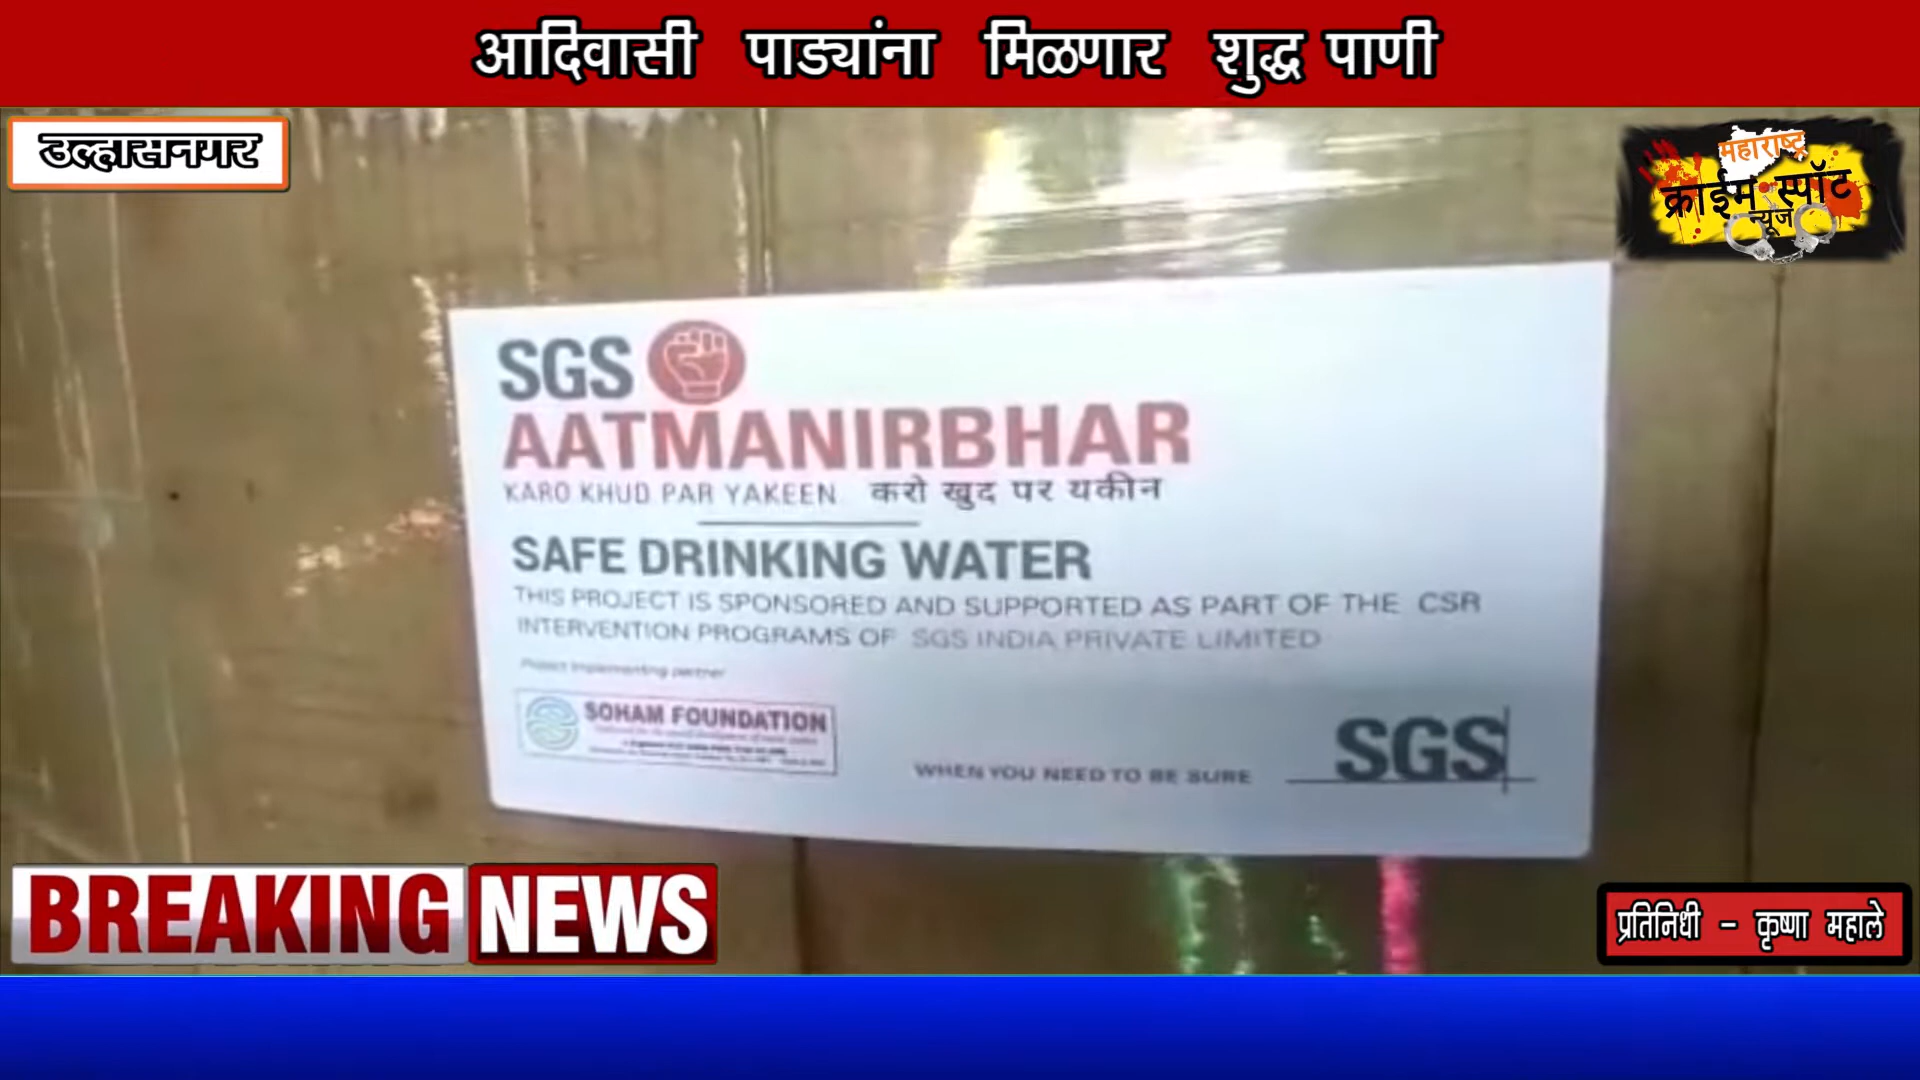 आदिवासी पाड्यांना मिळणार शुद्ध पाणी
उल्हासनगर
महाराष्ट्र
क्राईम स्पॉट
न्यूज
SGS
AATMANIRBHAR
KARO KHUD PAR YAKEEN करो खुद पर यकीन
SAFE DRINKING WATER
THIS PROJECT IS SPONSORED AND SUPPORTED AS PART OF THE CSR
INTERVENTION PROGRAMS OF SGS INDIA PRIVATE LIMITED
Project Implementing partner
SOHAM FOUNDATION
WHEN YOU NEED TO BE SURE
SGS
BREAKING NEWS
प्रतिनिधी - कृष्णा महाले